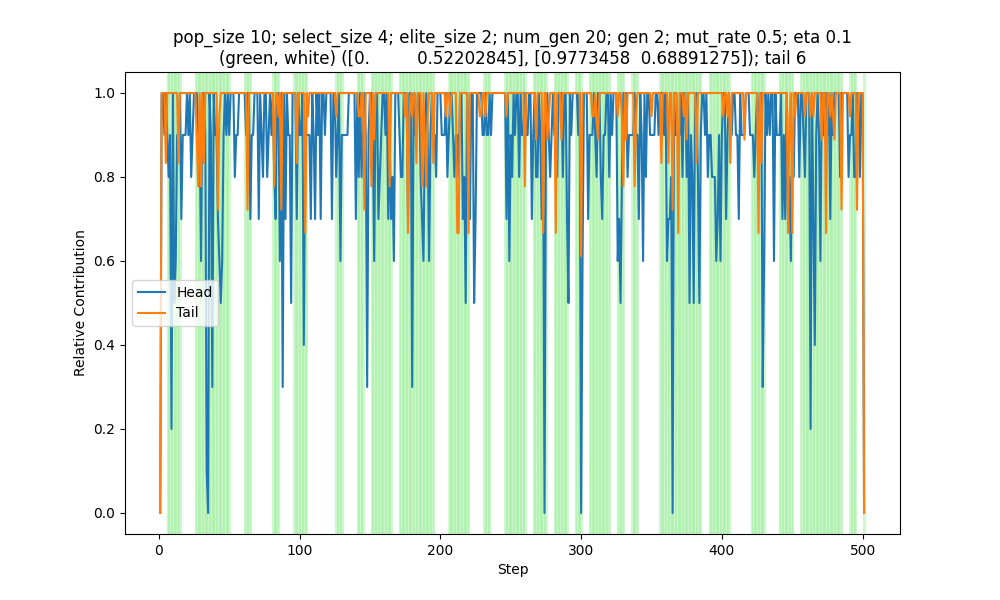 pop_size 10; select_size 4; elite_size 2; num_gen 20; gen 2; mut_rate 0.5; eta 0.1
(green, white) ([0.          0.52202845], [0.9773458  0.68891275]); tail 6
Relative Contribution
1.0
0.8
0.6
0.4
0.2
0.0
Head
Tail
0
100
200
300
400
500
Step